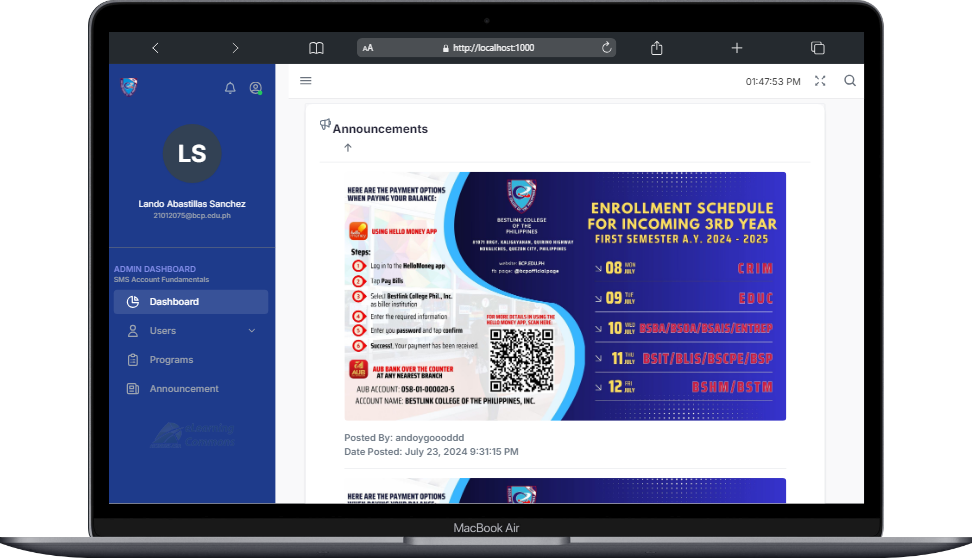 AA
http://localhost:1000
01:47:53 PM
LS
Lando Abastillas Sanchez
21012075@bcp.edu.ph
ADMIN DASHBOARD
SMS Account Fundamentals
Dashboard
Users
Programs
Announcement
eLearning
Commons
Announcements
HERE ARE THE PAYMENT OPTIONS
WHEN PAYING YOUR BALANCE:
USING HELLO MONEY APP
Steps:
1 Log in to the HelloMoney app
2 Tap Pay Bills
3 Select Bestlink College Phil., Inc.
as biller institution
4 Enter the required information
5 Enter you password and tap confirm
6 Success!, Your payment has been received.
FOR MORE DETAILS IN USING THE
HELLO MONEY APP, SCAN HERE.
AUB
AUB BANK OVER THE COUNTER
AT ANY NEAREST BRANCH
AUB ACCOUNT: 058-01-000020-5
ACCOUNT NAME: BESTLINK COLLEGE OF THE PHILIPPINES, INC.
BESTLINK COLLEGE
OF THE
PHILIPPINES
#1071 BRGY. KALIGAYAHAN, QUIRINO HIGHWAY
NOVALICHES, QUEZON CITY, PHILIPPINES
website: BCP.EDU.PH
fb page: @bcpofficialpage
ENROLLMENT SCHEDULE
FOR INCOMING 3RD YEAR
FIRST SEMESTER A.Y. 2024 - 2025
08 MON JULY CRIM
09 TUE JULY EDUC
10 WED JULY BSBA/BSOA/BSAIS/ENTREP
11 THU JULY BSIT/BLIS/BSCPE/BSP
12 FRI JULY BSHM/BSTM
Posted By: andoygoooddd
Date Posted: July 23, 2024 9:31:15 PM
HERE ARE THE PAYMENT OPTIONS
MacBook Air